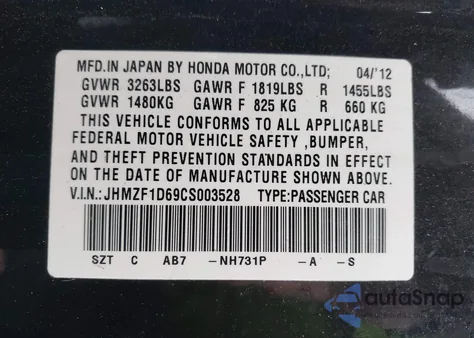 MFD.IN JAPAN BY HONDA MOTOR CO.,LTD; 04/'12
GVWR 3263LBS GAWR F 1819LBS R 1455LBS
GVWR 1480KG GAWR F 825 KG R 660 KG
THIS VEHICLE CONFORMS TO ALL APPLICABLE
FEDERAL MOTOR VEHICLE SAFETY ,BUMPER,
AND THEFT PREVENTION STANDARDS IN EFFECT
ON THE DATE OF MANUFACTURE SHOWN ABOVE.
V.I.N.: JHMZF1D69CS003528 TYPE:PASSENGER CAR
SZT C AB7 -NH731P -A -S
autaSnap